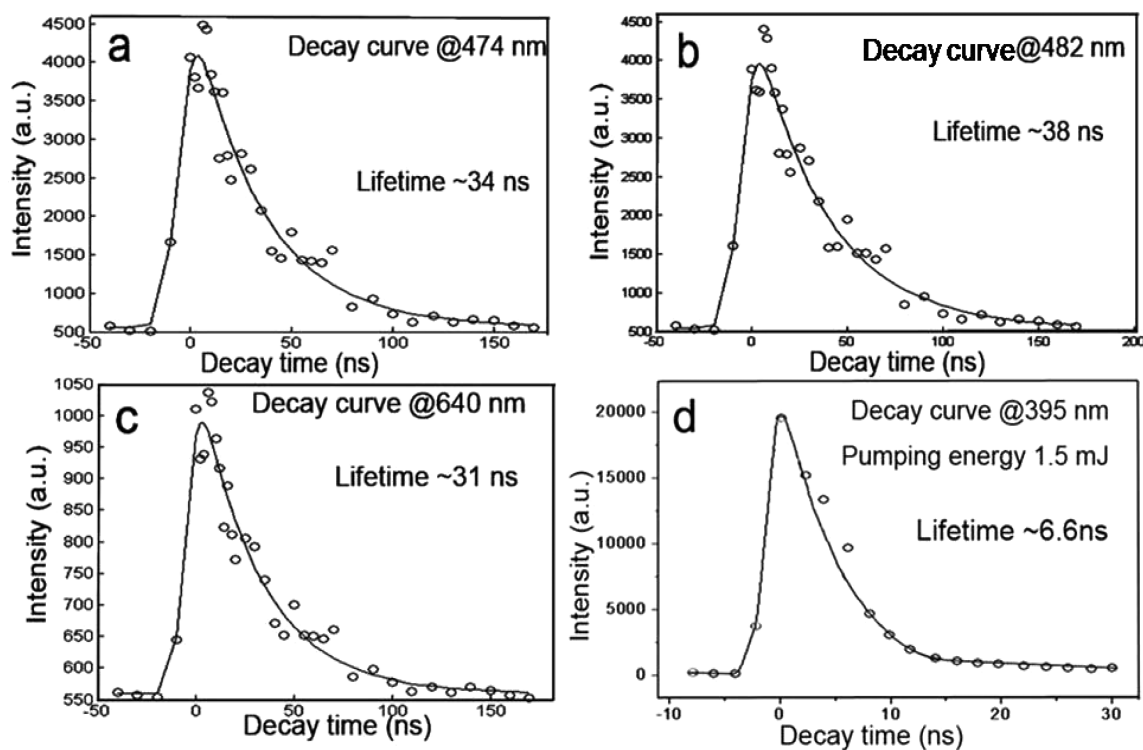 a
Decay curve @474 nm
Lifetime ~34 ns
Intensity (a.u.)
4500
4000
3500
3000
2500
2000
1500
1000
500
-50
0
50
100
150
Decay time (ns)
b
Decay curve@482 nm
Lifetime ~38 ns
Intensity (a.u.)
4500
4000
3500
3000
2500
2000
1500
1000
500
-50
0
50
100
150
200
Decay time (ns)
c
Decay curve @640 nm
Lifetime ~31 ns
Intensity (a.u.)
1050
1000
950
900
850
800
750
700
650
600
550
-50
0
50
100
150
Decay time (ns)
d
Decay curve @395 nm
Pumping energy 1.5 mJ
Lifetime ~6.6ns
Intensity (a.u.)
20000
15000
10000
5000
0
-10
0
10
20
30
Decay time (ns)